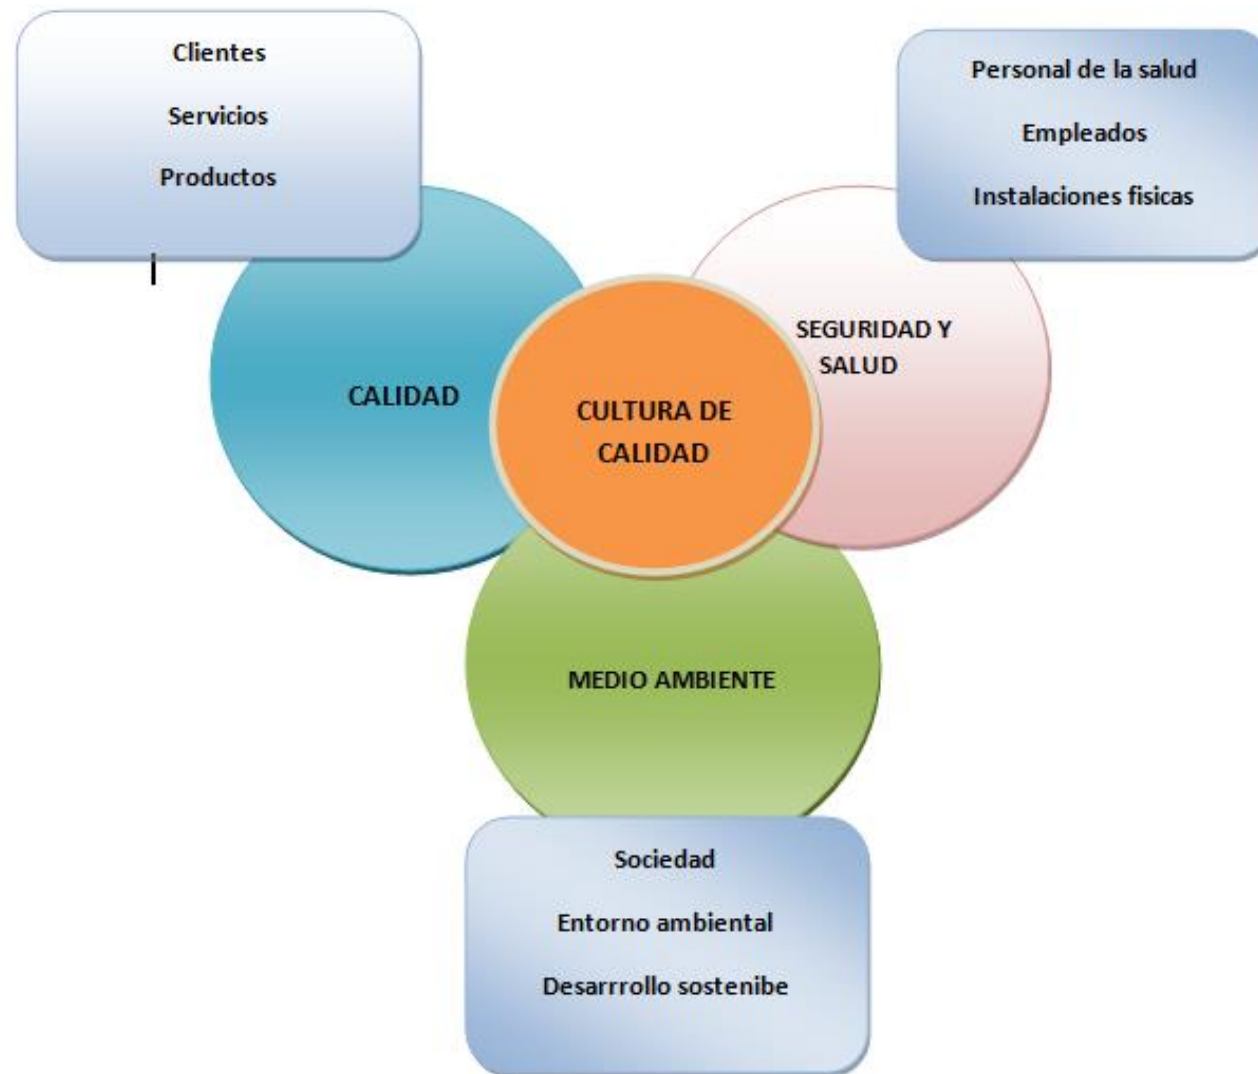 Clientes
Servicios
Productos
Personal de la salud
Empleados
Instalaciones fisicas
SEGURIDAD Y
SALUD
CALIDAD
CULTURA DE
CALIDAD
MEDIO AMBIENTE
Sociedad
Entorno ambiental
Desarrrollo sostenibe